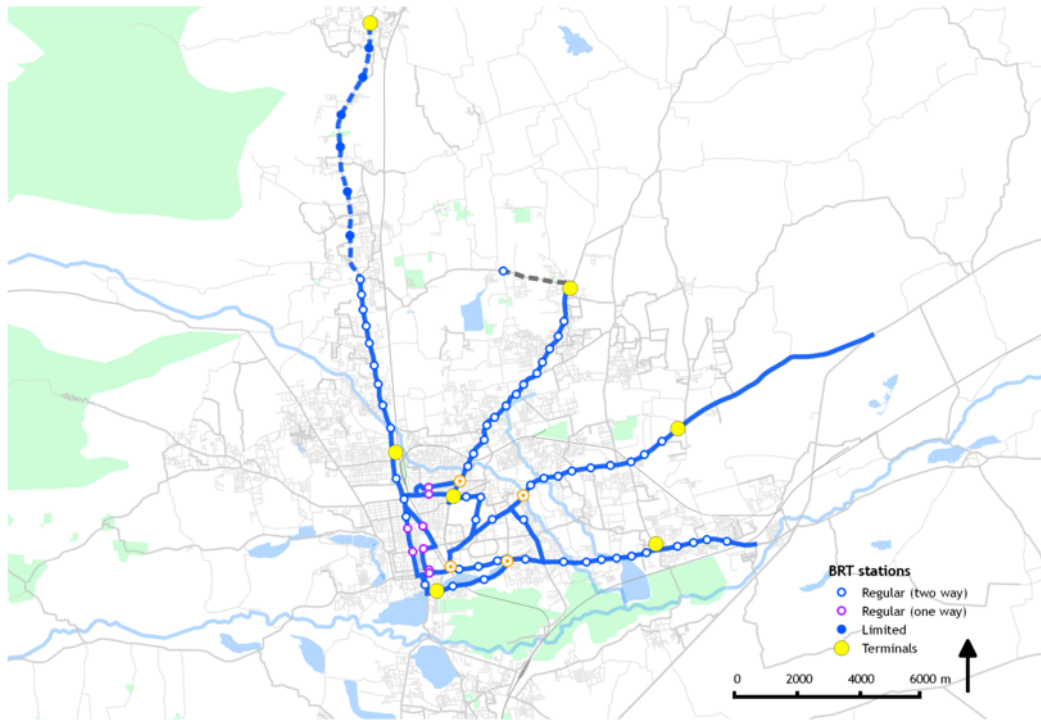 BRT stations
Regular (two way)
Regular (one way)
Limited
Terminals
0 2000 4000 6000 m